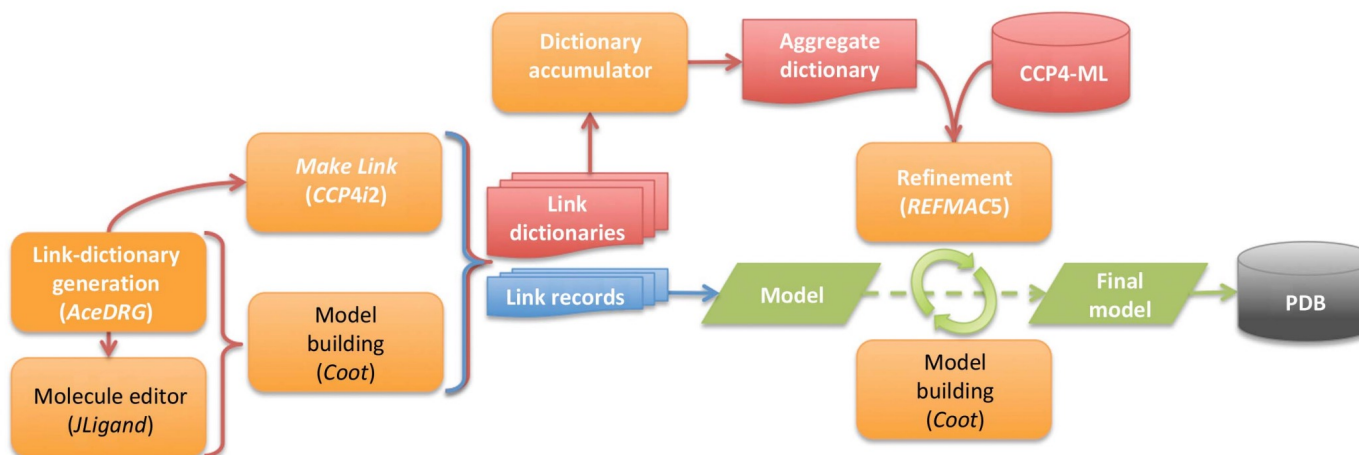 Link-dictionary
generation
(AceDRG)
Molecule editor
(JLigand)
Make Link
(CCP4i2)
Model
building
(Coot)
Dictionary
accumulator
Link
dictionaries
Link records
Aggregate
dictionary
CCP4-ML
Refinement
(REFMAC5)
Model
Model
building
(Coot)
Final
model
PDB